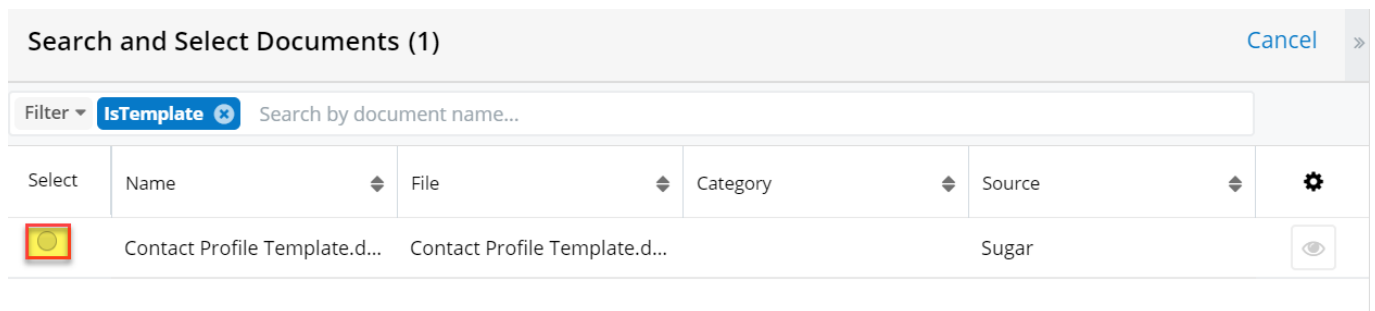 Search and Select Documents (1) Cancel »
Filter IsTemplate Search by document name...
Select Name File Category Source
Contact Profile Template.d... Contact Profile Template.d... Sugar